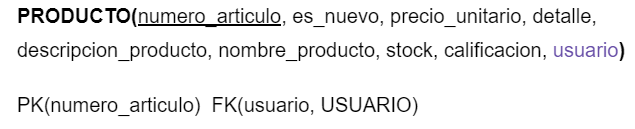 PRODUCTO(numero_articulo, es_nuevo, precio_unitario, detalle,
descripcion_producto, nombre_producto, stock, calificacion, usuario)
PK(numero_articulo)  FK(usuario, USUARIO)